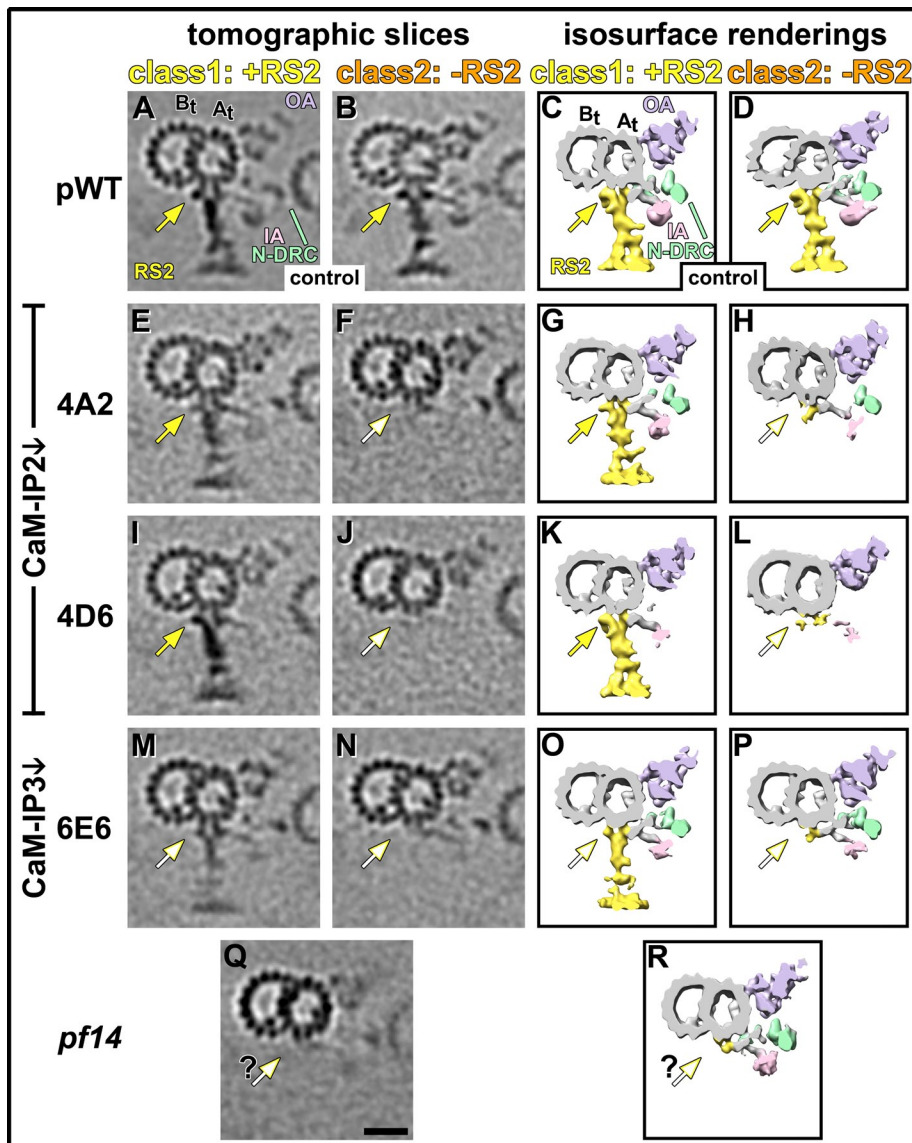 tomographic slices isosurface renderings
class1: +RS2 class2: -RS2 class1: +RS2 class2: -RS2
A Bt At OA B C Bt At OA D
pWT
RS2 IA N-DRC control RS2 IA N-DRC control
E F G H
4A2
CaM-IP2↓
I J K L
4D6
M N O P
CaM-IP3↓ 6E6
Q R
pf14
? ?